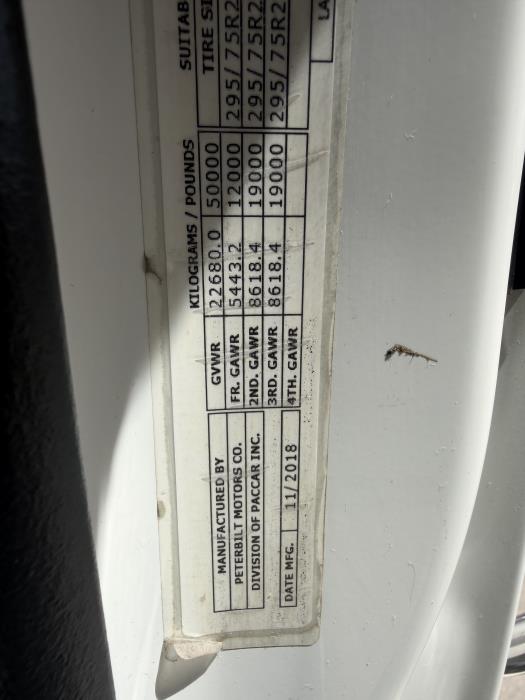 MANUFACTURED BY
PETERBILT MOTORS CO.
DIVISION OF PACCAR INC.
DATE MFG. 11/2018
KILOGRAMS / POUNDS
GVWR 22680.0 50000
FR. GAWR 5443.2 12000 295/75R2
2ND. GAWR 8618.4 19000 295/75R2
3RD. GAWR 8618.4 19000 295/75R2
4TH. GAWR
SUITAB
TIRE SI
LA